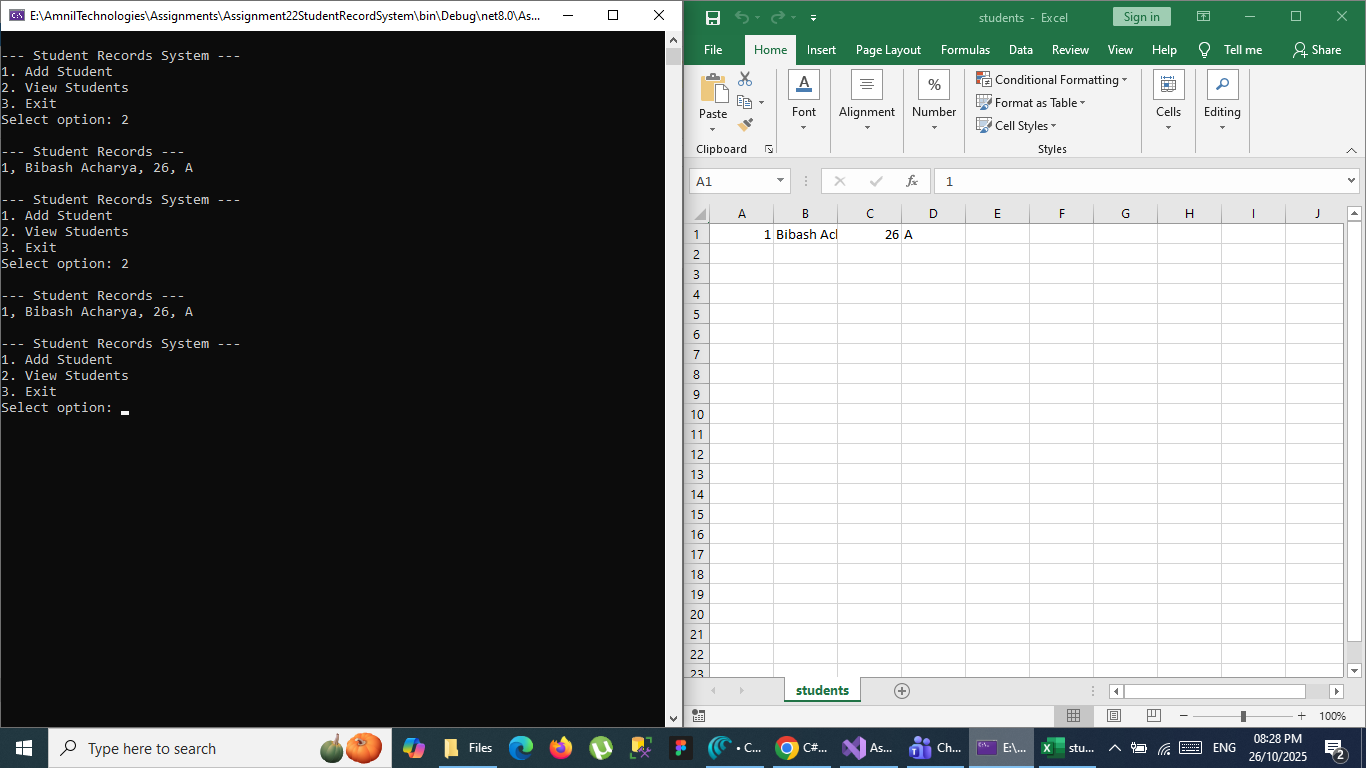 E:\AmnilTechnologies\Assignments\Assignment22StudentRecordSystem\bin\Debug\net8.0\As...
--- Student Records System ---
1. Add Student
2. View Students
3. Exit
Select option: 2
--- Student Records ---
1, Bibash Acharya, 26, A
--- Student Records System ---
1. Add Student
2. View Students
3. Exit
Select option: 2
--- Student Records ---
1, Bibash Acharya, 26, A
--- Student Records System ---
1. Add Student
2. View Students
3. Exit
Select option:
students - Excel
Sign in
File Home Insert Page Layout Formulas Data Review View Help Tell me Share
Paste
Clipboard
Font
Alignment
%
Number
Conditional Formatting
Format as Table
Cell Styles
Styles
Cells
Editing
A1 fx 1
A B C D E F G H I J
1 1 Bibash Acl 26 A
2
3
4
5
6
7
8
9
10
11
12
13
14
15
16
17
18
19
20
21
22
23
students
100%
Type here to search
Files
• C...
C#...
As...
Ch...
E:\...
stu...
ENG
08:28 PM
26/10/2025
2